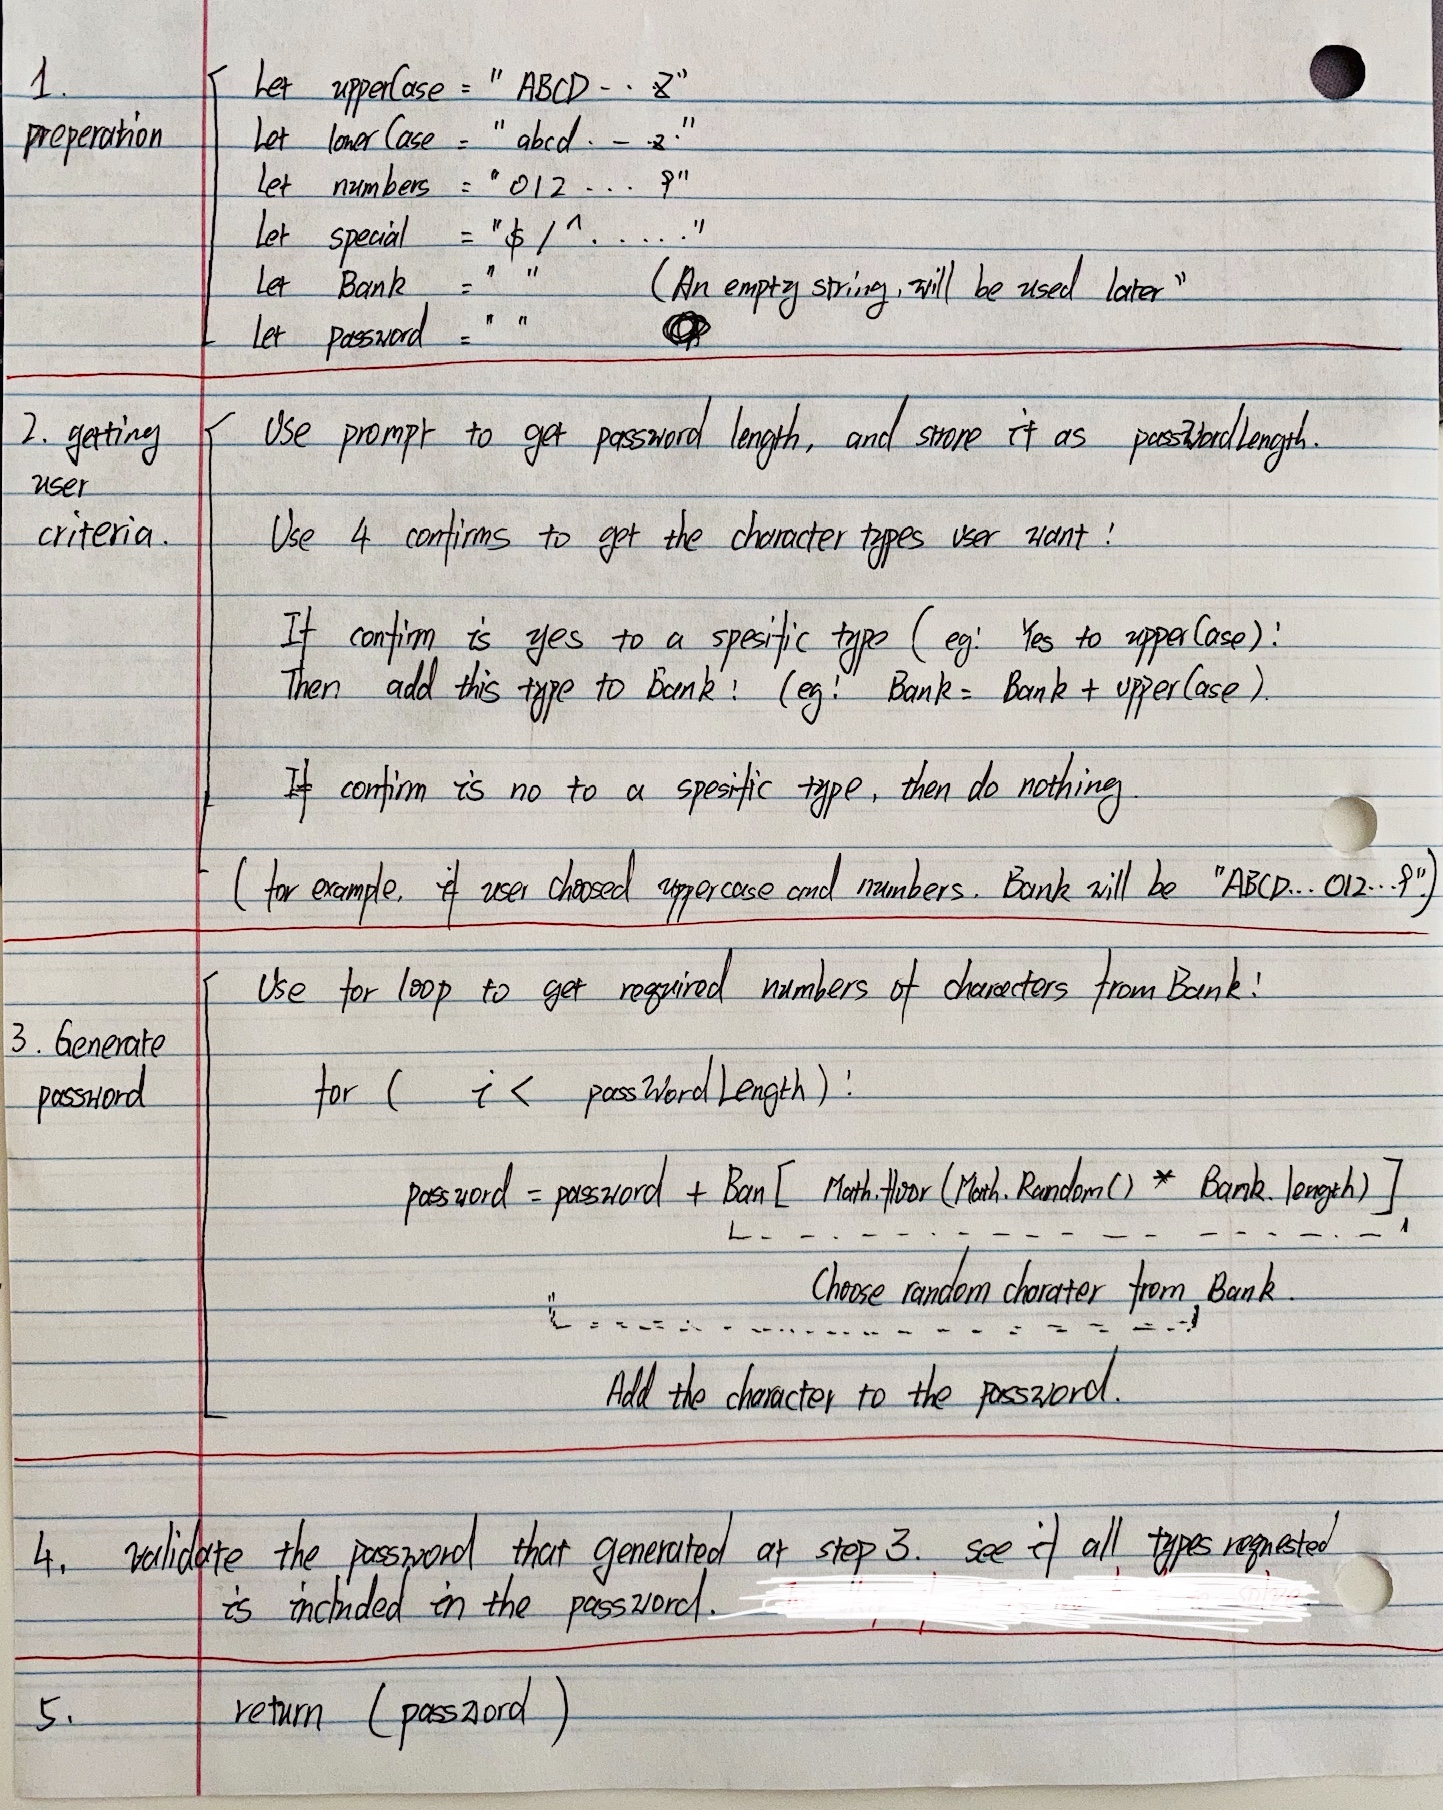 1.
preperation
Let upperCase = " ABCD - · · Z"
Let lowerCase = " abcd · – · z ·"
Let numbers = " 012 ... 9"
Let special = "$ / ^ . . . . . ."
Let Bank = " " (An empty string, will be used later"
Let password = " "
2. getting
user
criteria.
Use prompt to get password length, and strore it as passWordLength.
Use 4 confirms to get the character types user want :
If confirm is yes to a spesific type ( eg: Yes to upperCase) :
Then add this type to Bank : (eg: Bank = Bank + upperCase ).
If confirm is no to a spesific type, then do nothing.
( for example, if user choosed uppercase and numbers. Bank will be "ABCD... 012...9".)
3. Generate
password
Use for loop to get required numbers of characters from Bank :
for ( i < passWordLength ) :
password = password + Ban [ Math.floor (Math.Random() * Bank.length) ]
Choose random charater from Bank.
Add the character to the password.
4. validate the password that generated at step 3. see if all types requested
is included in the password.
5. return ( password )